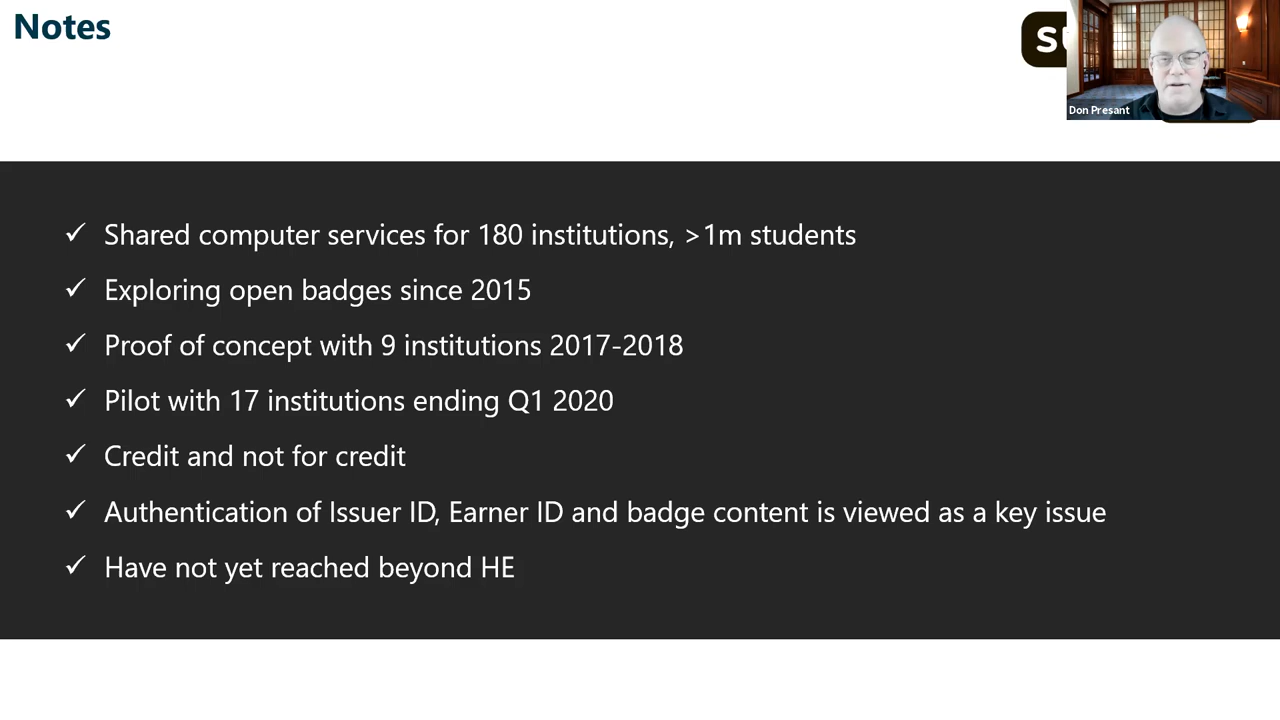 Notes
Don Presant
✓ Shared computer services for 180 institutions, >1m students
✓ Exploring open badges since 2015
✓ Proof of concept with 9 institutions 2017-2018
✓ Pilot with 17 institutions ending Q1 2020
✓ Credit and not for credit
✓ Authentication of Issuer ID, Earner ID and badge content is viewed as a key issue
✓ Have not yet reached beyond HE